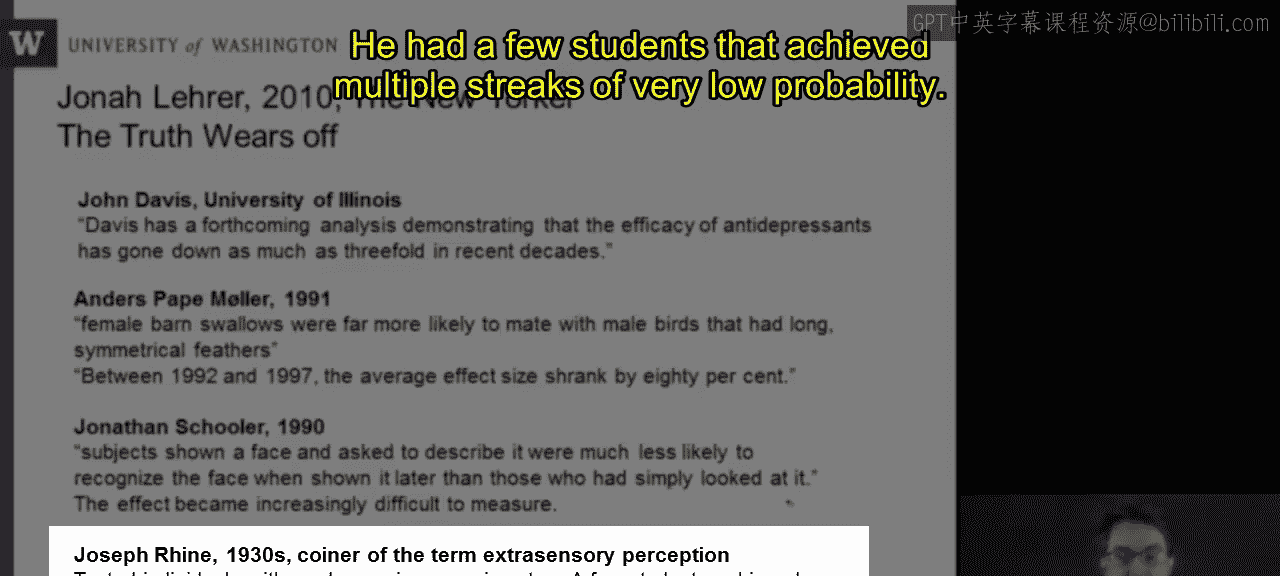 GPT中英字幕课程资源@bilibili.com
W UNIVERSITY of WASHINGTON
He had a few students that achieved
multiple streaks of very low probability.
Jonah Lehrer, 2010, The New Yorker
The Truth Wears off
John Davis, University of Illinois
“Davis has a forthcoming analysis demonstrating that the efficacy of antidepressants
has gone down as much as threefold in recent decades.”
Anders Pape Møller, 1991
“female barn swallows were far more likely to mate with male birds that had long,
symmetrical feathers”
“Between 1992 and 1997, the average effect size shrank by eighty per cent.”
Jonathan Schooler, 1990
“subjects shown a face and asked to describe it were much less likely to
recognize the face when shown it later than those who had simply looked at it.”
The effect became increasingly difficult to measure.
Joseph Rhine, 1930s, coiner of the term extrasensory perception